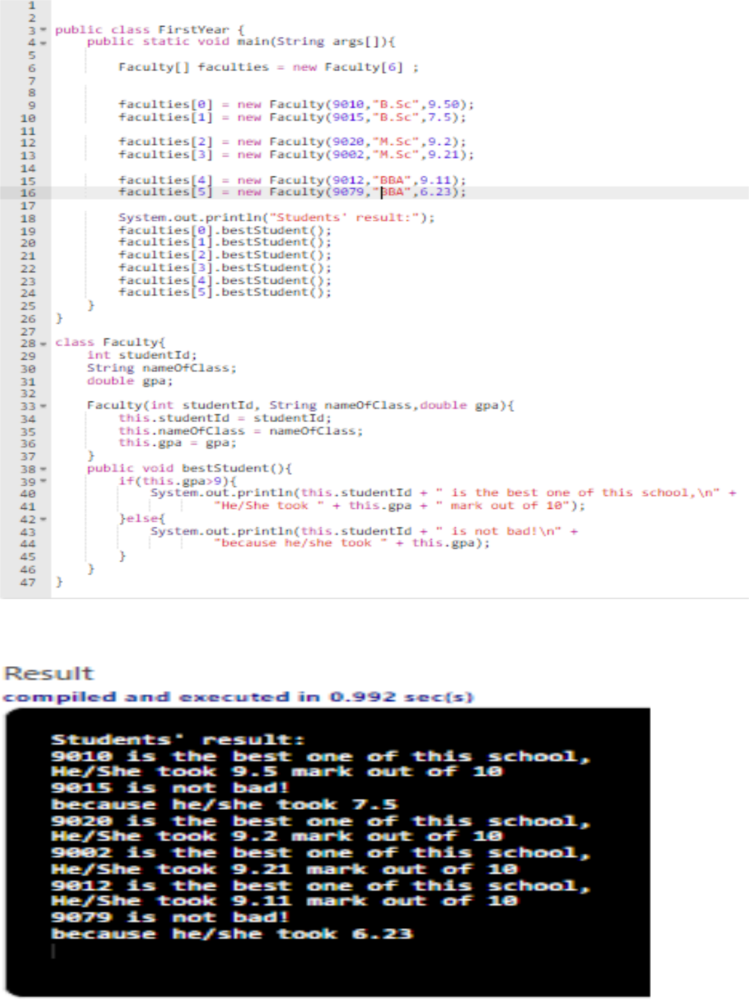 1
2
3 public class FirstYear {
4 public static void main(String args[]){
5
6 Faculty[] faculties = new Faculty[6] ;
7
8
9 faculties[0] = new Faculty(9010,"B.Sc",9.50);
10 faculties[1] = new Faculty(9015,"B.Sc",7.5);
11
12 faculties[2] = new Faculty(9020,"M.Sc",9.2);
13 faculties[3] = new Faculty(9002,"M.Sc",9.21);
14
15 faculties[4] = new Faculty(9012,"BBA",9.11);
16 faculties[5] = new Faculty(9079,"BBA",6.23);
17
18 System.out.println("Students' result:");
19 faculties[0].bestStudent();
20 faculties[1].bestStudent();
21 faculties[2].bestStudent();
22 faculties[3].bestStudent();
23 faculties[4].bestStudent();
24 faculties[5].bestStudent();
25 }
26 }
27
28 class Faculty{
29 int studentId;
30 String nameOfClass;
31 double gpa;
32
33 Faculty(int studentId, String nameOfClass,double gpa){
34 this.studentId = studentId;
35 this.nameOfClass = nameOfClass;
36 this.gpa = gpa;
37 }
38 public void bestStudent(){
39 if(this.gpa>9){
40 System.out.println(this.studentId + " is the best one of this school,\n" +
41 "He/She took " + this.gpa + " mark out of 10");
42 }else{
43 System.out.println(this.studentId + " is not bad!\n" +
44 "because he/she took " + this.gpa);
45 }
46 }
47 }
Result
compiled and executed in 0.992 sec(s)
Students' result:
9010 is the best one of this school,
He/She took 9.5 mark out of 10
9015 is not bad!
because he/she took 7.5
9020 is the best one of this school,
He/She took 9.2 mark out of 10
9002 is the best one of this school,
He/She took 9.21 mark out of 10
9012 is the best one of this school,
He/She took 9.11 mark out of 10
9079 is not bad!
because he/she took 6.23